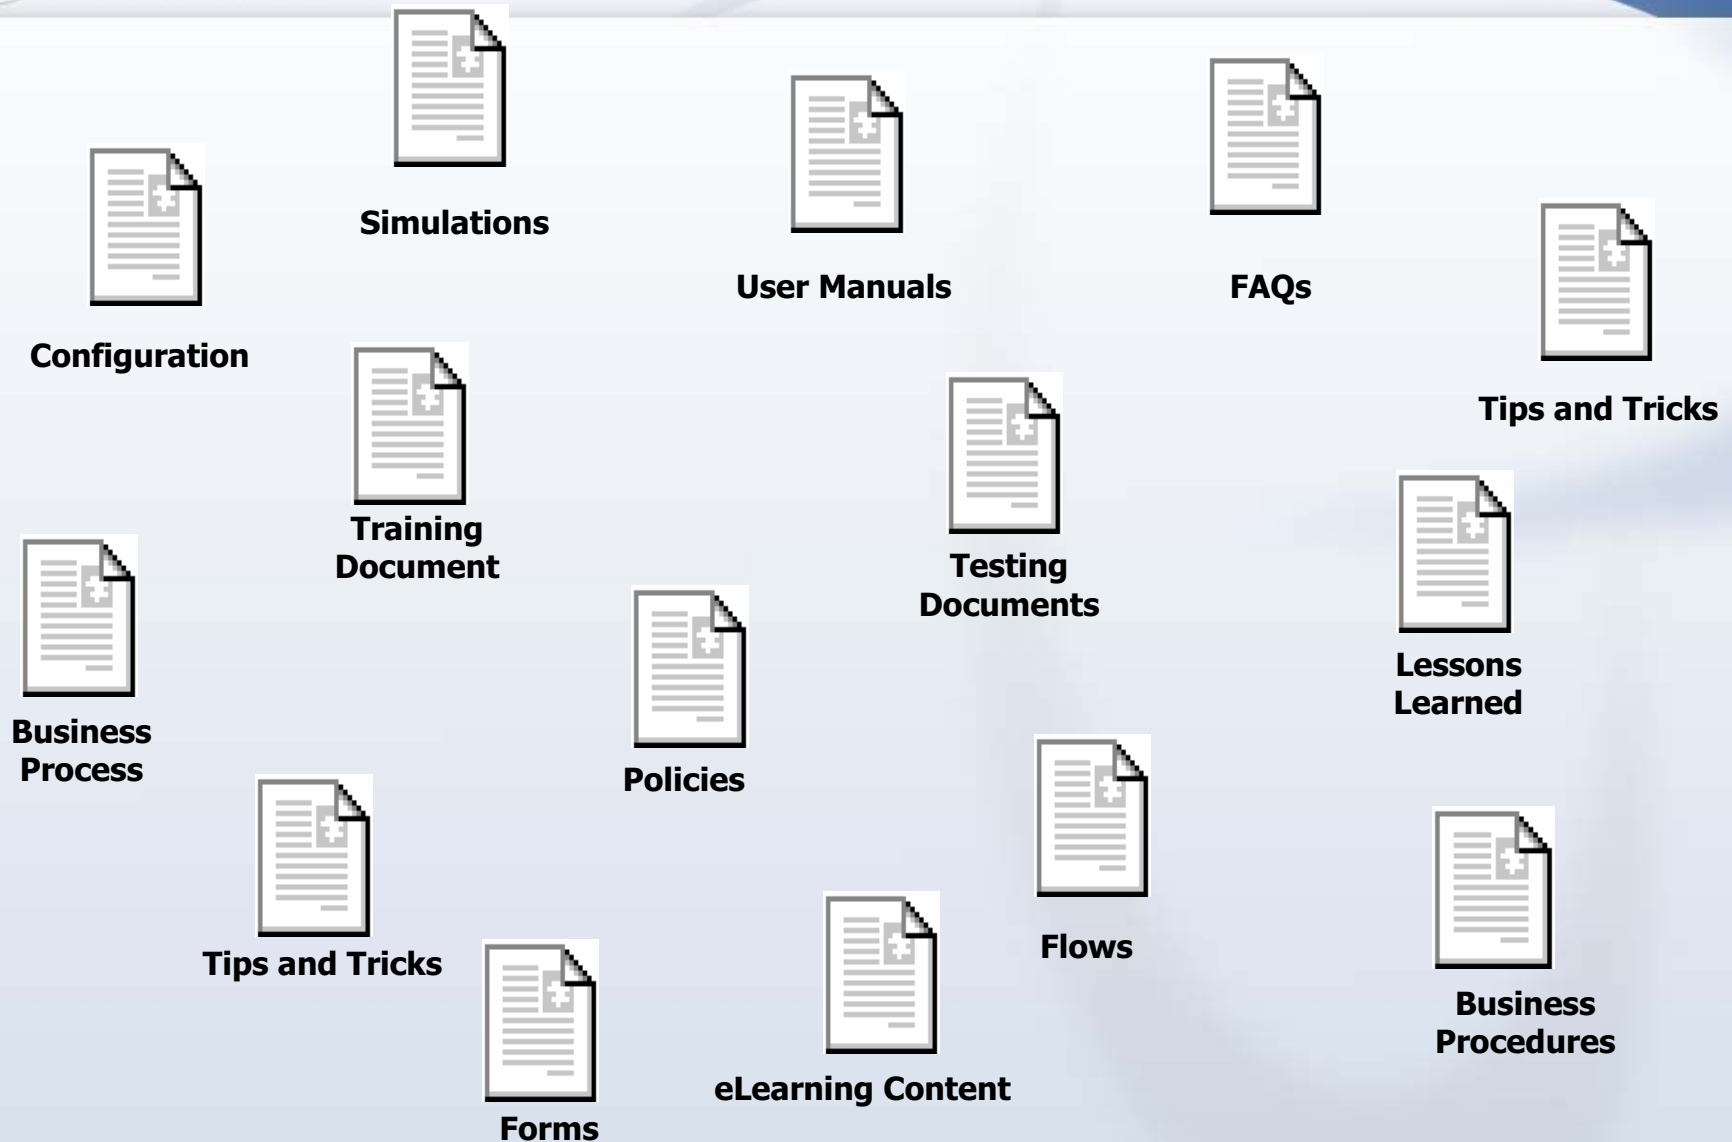 Simulations
User Manuals
FAQs
Configuration
Tips and Tricks
Training
Document
Testing
Documents
Lessons
Learned
Business
Process
Policies
Tips and Tricks
Flows
Business
Procedures
eLearning Content
Forms